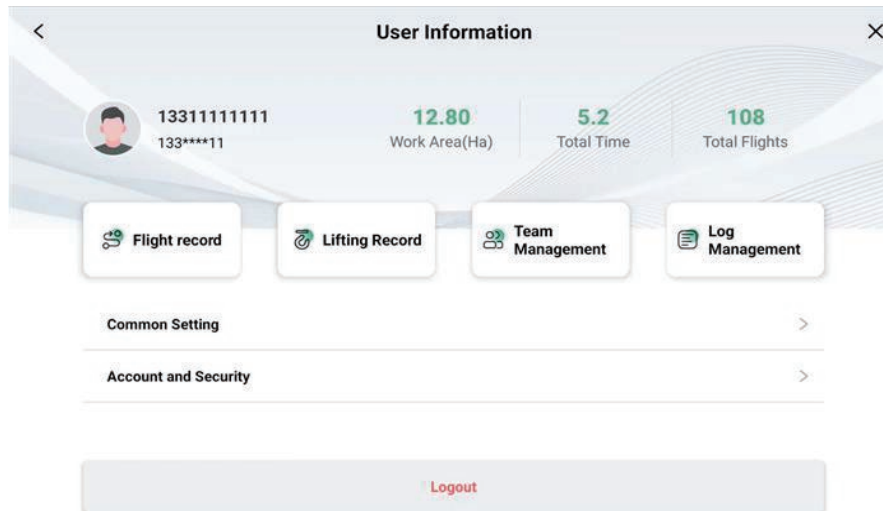 User Information
13311111111
133****11
12.80
Work Area(Ha)
5.2
Total Time
108
Total Flights
Flight record
Lifting Record
Team
Management
Log
Management
Common Setting
Account and Security
Logout